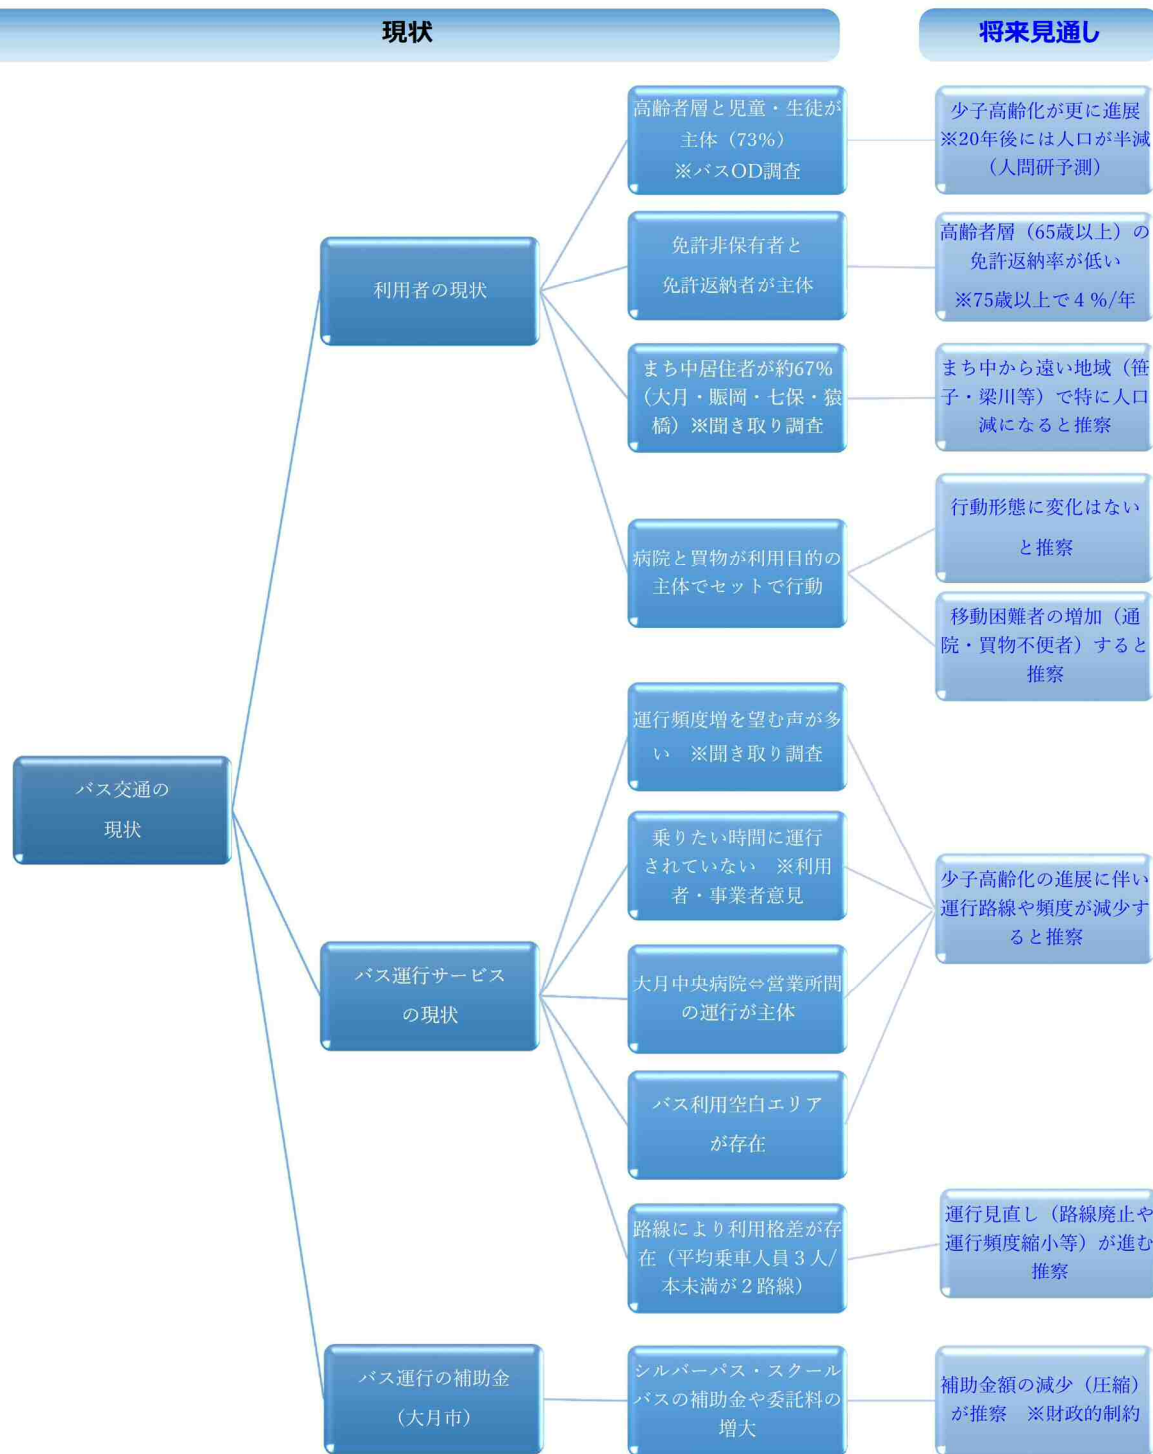 現状
将来見通し
高齢者層と児童・生徒が
主体（73%）
※バスOD調査
少子高齢化が更に進展
※20年後には人口が半減
（人問研予測）
利用者の現状
免許非保有者と
免許返納者が主体
高齢者層（65歳以上）の
免許返納率が低い
※75歳以上で４%/年
まち中居住者が約67%
（大月・賑岡・七保・猿
橋）※聞き取り調査
まち中から遠い地域（笹
子・梁川等）で特に人口
減になると推察
病院と買物が利用目的の
主体でセットで行動
行動形態に変化はない
と推察
移動困難者の増加（通
院・買物不便者）すると
推察
バス交通の
現状
バス運行サービス
の現状
運行頻度増を望む声が多
い　※聞き取り調査
乗りたい時間に運行
されていない　※利用
者・事業者意見
大月中央病院⇔営業所間
の運行が主体
バス利用空白エリア
が存在
少子高齢化の進展に伴い
運行路線や頻度が減少す
ると推察
路線により利用格差が存
在（平均乗車人員３人/
本未満が２路線）
運行見直し（路線廃止や
運行頻度縮小等）が進む
推察
バス運行の補助金
（大月市）
シルバーパス・スクール
バスの補助金や委託料の
増大
補助金額の減少（圧縮）
が推察　※財政的制約